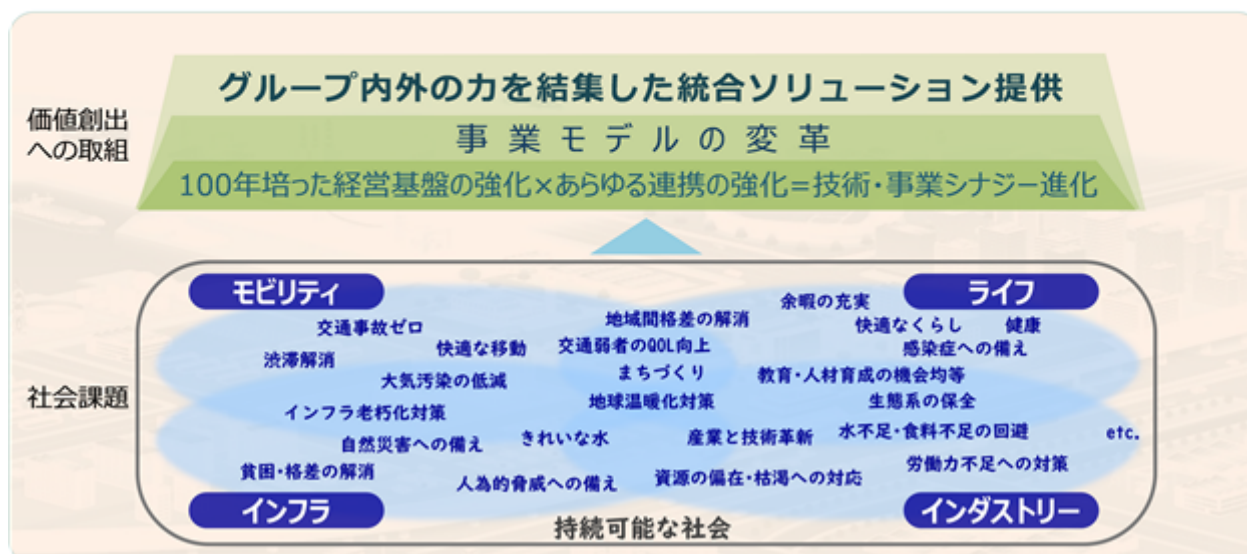 価値創出
への取組
グループ内外の力を結集した統合ソリューション提供
事業モデルの変革
100年培った経営基盤の強化×あらゆる連携の強化=技術・事業シナジー進化
社会課題
モビリティ
ライフ
余暇の充実
交通事故ゼロ
地域間格差の解消
快適なくらし
健康
渋滞解消
快適な移動
交通弱者のQOL向上
感染症への備え
大気汚染の低減
まちづくり
教育・人材育成の機会均等
インフラ老朽化対策
地球温暖化対策
生態系の保全
自然災害への備え
きれいな水
産業と技術革新
水不足・食料不足の回避
etc.
貧困・格差の解消
人為的脅威への備え
資源の偏在・枯渇への対応
労働力不足への対策
インフラ
持続可能な社会
インダストリー